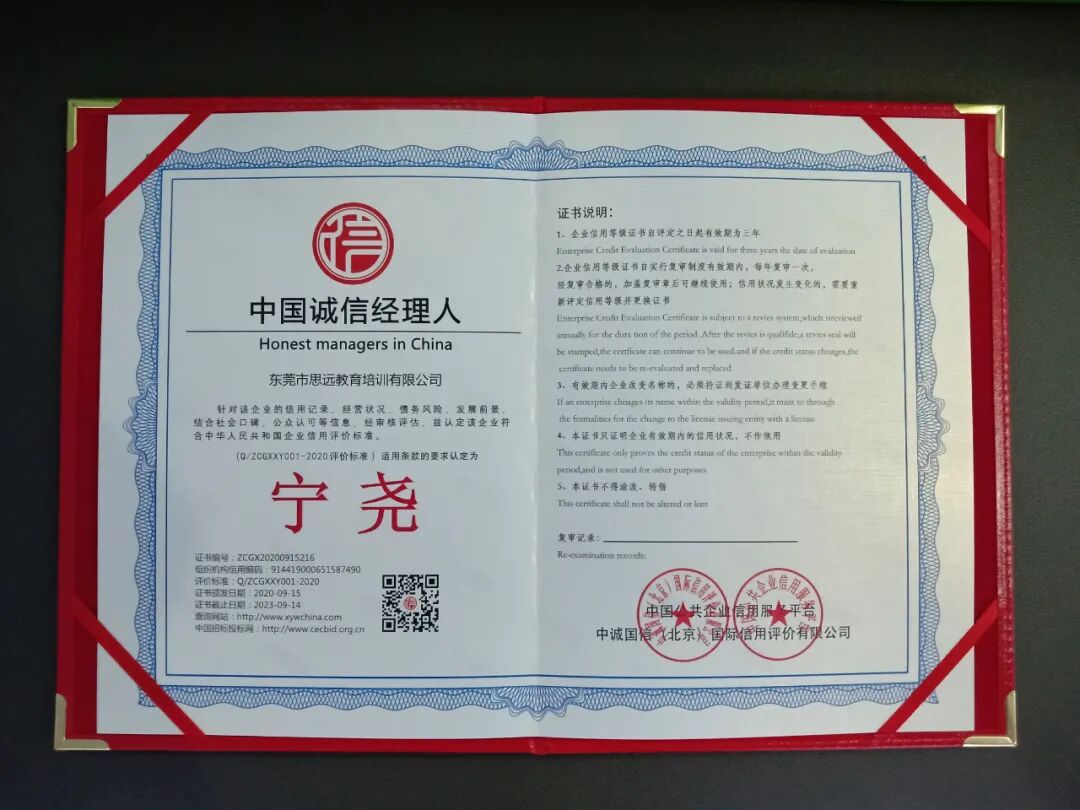 信
中国诚信经理人
Honest managers in China
东莞市思远教育培训有限公司
针对该企业的信用记录、经营状况、债务风险、发展前景、
结合社会口碑、公众认可等信息、经审核评估、兹认定该企业符
合中华人民共和国企业信用评价标准。
(Q/ZCGXXY001-2020评价标准)适用条款的要求认定为
宁尧
证书编号：ZCGX20200915216
组织机构信用代码：914419000651587490
评价标准：Q/ZCGXXY001-2020
证书颁发日期：2020-09-15
证书截止日期：2023-09-14
查询网站：http://www.xywchina.com
中国招标投标网：http://www.cecbid.org.cn
证书说明：
1、企业信用等级证书自评定之日起有效期为三年
Enterprise Credit Evaluation Certificate is vaid for three years the date of evaluation
2.企业信用等级证书自实行复审制度有效期内，每年复审一次。
经复审合格的，加盖复审章后可继续使用；信用状况发生变化的，需要重
新评定信用等级并更换证书
Enterprise Credit Evaluation Certificate is subject to a revies system,which isreviewed
annually for the dura tion of the period .After the revies is qualifide,a revies seal will
be stamped,the certficate can continue to be used.and if the credit status chnages,the
certificate needs to be re-evaluated and replaced
3、有效期内企业改变名称的，必须持证到发证单位办理变更手续
If an enterprise chnages its name within the validity period,it must to through
the formalities for the change to the license issuing entity with a license
4、本证书只证明企业有效期内的信用状况，不作他用
This certificate only proves the credit status of the enterprise within the validity
period,and is not used for other purposes
5、本证书不得涂泼、转借
This certificate shall not be altered or lent
复审记录：
Re-examination records:
中国公共企业信用服务平台
中诚国信（北京）国际信用评价有限公司